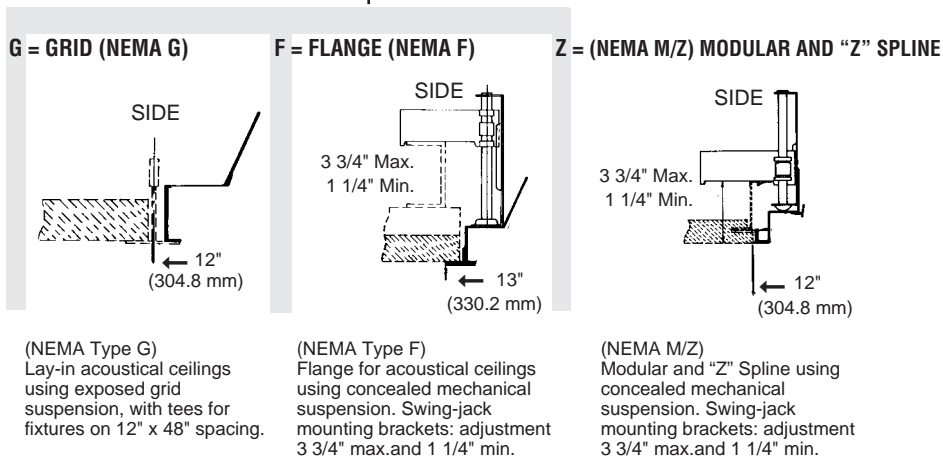 G = GRID (NEMA G)
F = FLANGE (NEMA F)
Z = (NEMA M/Z) MODULAR AND “Z” SPLINE
SIDE
12"
(304.8 mm)
SIDE
3 3/4" Max.
1 1/4" Min.
13"
(330.2 mm)
SIDE
3 3/4" Max.
1 1/4" Min.
12"
(304.8 mm)
(NEMA Type G)
Lay-in acoustical ceilings
using exposed grid
suspension, with tees for
fixtures on 12" x 48" spacing.
(NEMA Type F)
Flange for acoustical ceilings
using concealed mechanical
suspension. Swing-jack
mounting brackets: adjustment
3 3/4" max.and 1 1/4" min.
(NEMA M/Z)
Modular and “Z” Spline using
concealed mechanical
suspension. Swing-jack
mounting brackets: adjustment
3 3/4" max.and 1 1/4" min.